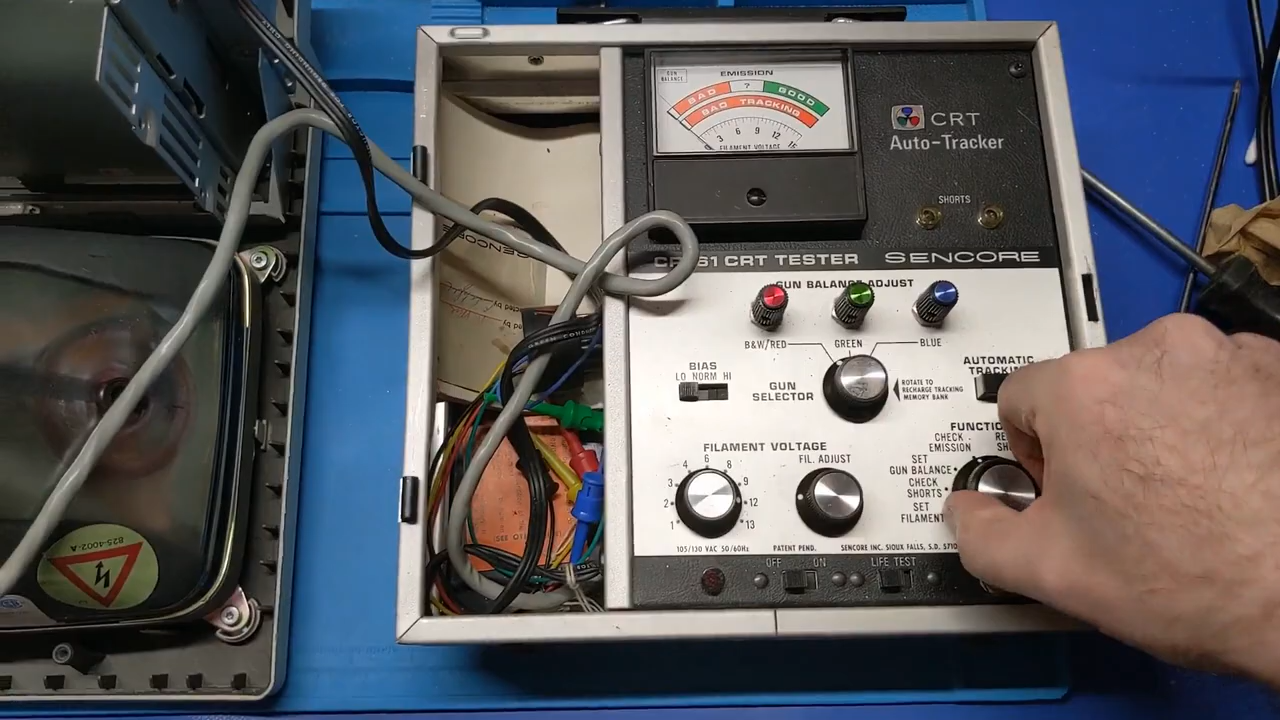 GUN
BALANCE
EMISSION
BAD ? GOOD
BAD TRACKING
3 6 9 12 15
FILAMENT VOLTAGE
CRT
Auto-Tracker
SHORTS
61 CRT TESTER SENCORE
SENCORE
GUN BALANCE ADJUST
B&W/RED GREEN BLUE
BIAS
LO NORM HI
GUN
SELECTOR
ROTATE TO
RECHARGE TRACKING
MEMORY BANK
AUTOMATIC
FILAMENT VOLTAGE
1 2 3 4 6 8 9 12 13
FIL. ADJUST
CHECK
EMISSION
SET
GUN BALANCE
CHECK
SHORTS
SET
FILAMENT
105/130 VAC 50/60Hz PATENT PEND. SENCORE INC. SIOUX FALLS, S.D.
OFF ON LIFE TEST
825-4002-A